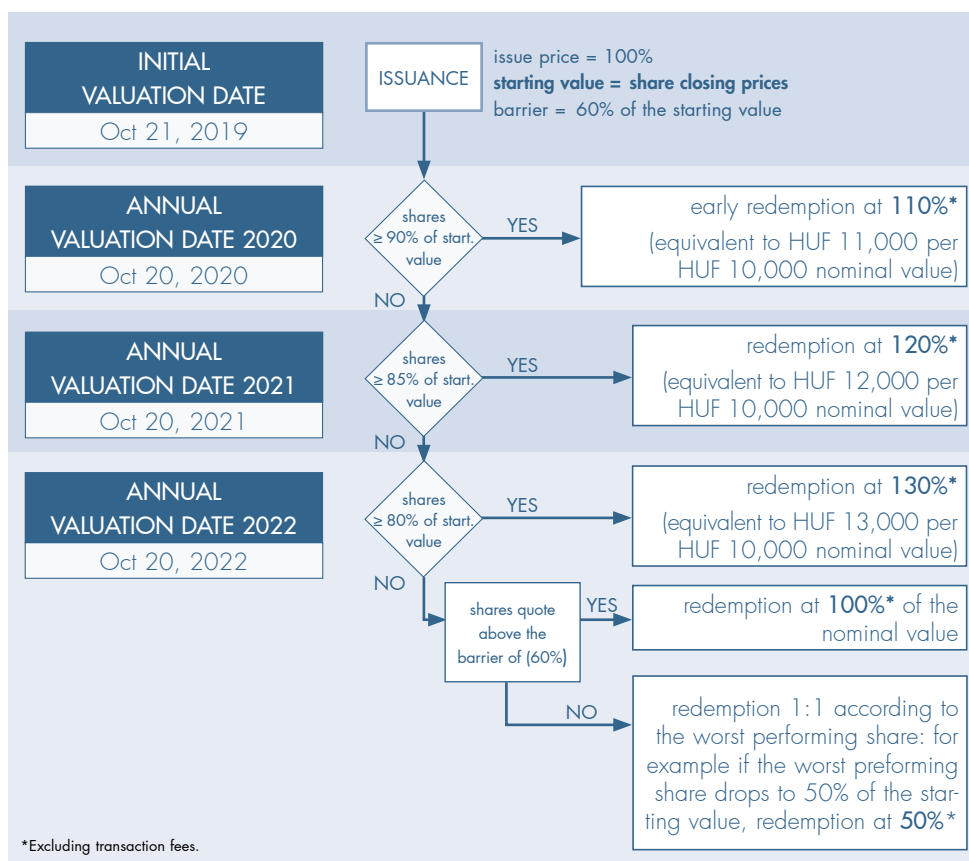 INITIAL
VALUATION DATE
Oct 21, 2019
ISSUANCE
issue price = 100%
starting value = share closing prices
barrier = 60% of the starting value
ANNUAL
VALUATION DATE 2020
Oct 20, 2020
shares
≥ 90% of start.
value
YES
early redemption at 110%*
(equivalent to HUF 11,000 per
HUF 10,000 nominal value)
NO
ANNUAL
VALUATION DATE 2021
Oct 20, 2021
shares
≥ 85% of start.
value
YES
redemption at 120%*
(equivalent to HUF 12,000 per
HUF 10,000 nominal value)
NO
ANNUAL
VALUATION DATE 2022
Oct 20, 2022
shares
≥ 80% of start.
value
YES
redemption at 130%*
(equivalent to HUF 13,000 per
HUF 10,000 nominal value)
NO
shares quote
above the
barrier of (60%)
YES
redemption at 100%* of the
nominal value
NO
redemption 1:1 according to
the worst performing share: for
example if the worst preforming
share drops to 50% of the star-
ting value, redemption at 50%*
*Excluding transaction fees.